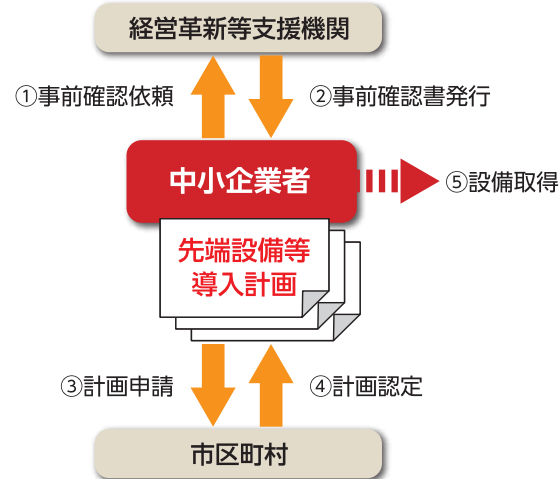 経営革新等支援機関
①事前確認依頼
②事前確認書発行
中小企業者
⑤設備取得
先端設備等
導入計画
③計画申請
④計画認定
市区町村